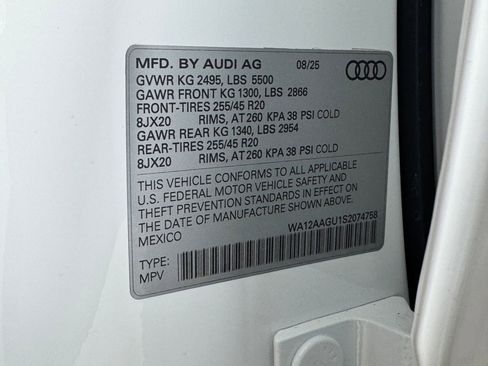 MFD. BY AUDI AG 08/25
GVWR KG 2495, LBS 5500
GAWR FRONT KG 1300, LBS 2866
FRONT-TIRES 255/45 R20
8JX20 RIMS, AT 260 KPA 38 PSI COLD
GAWR REAR KG 1340, LBS 2954
REAR-TIRES 255/45 R20
8JX20 RIMS, AT 260 KPA 38 PSI COLD
THIS VEHICLE CONFORMS TO ALL APPLICABLE
U.S. FEDERAL MOTOR VEHICLE SAFETY AND
THEFT PREVENTION STANDARDS IN EFFECT ON
THE DATE OF MANUFACTURE SHOWN ABOVE.
MEXICO
WA12AAGU1S2074758
TYPE:
MPV